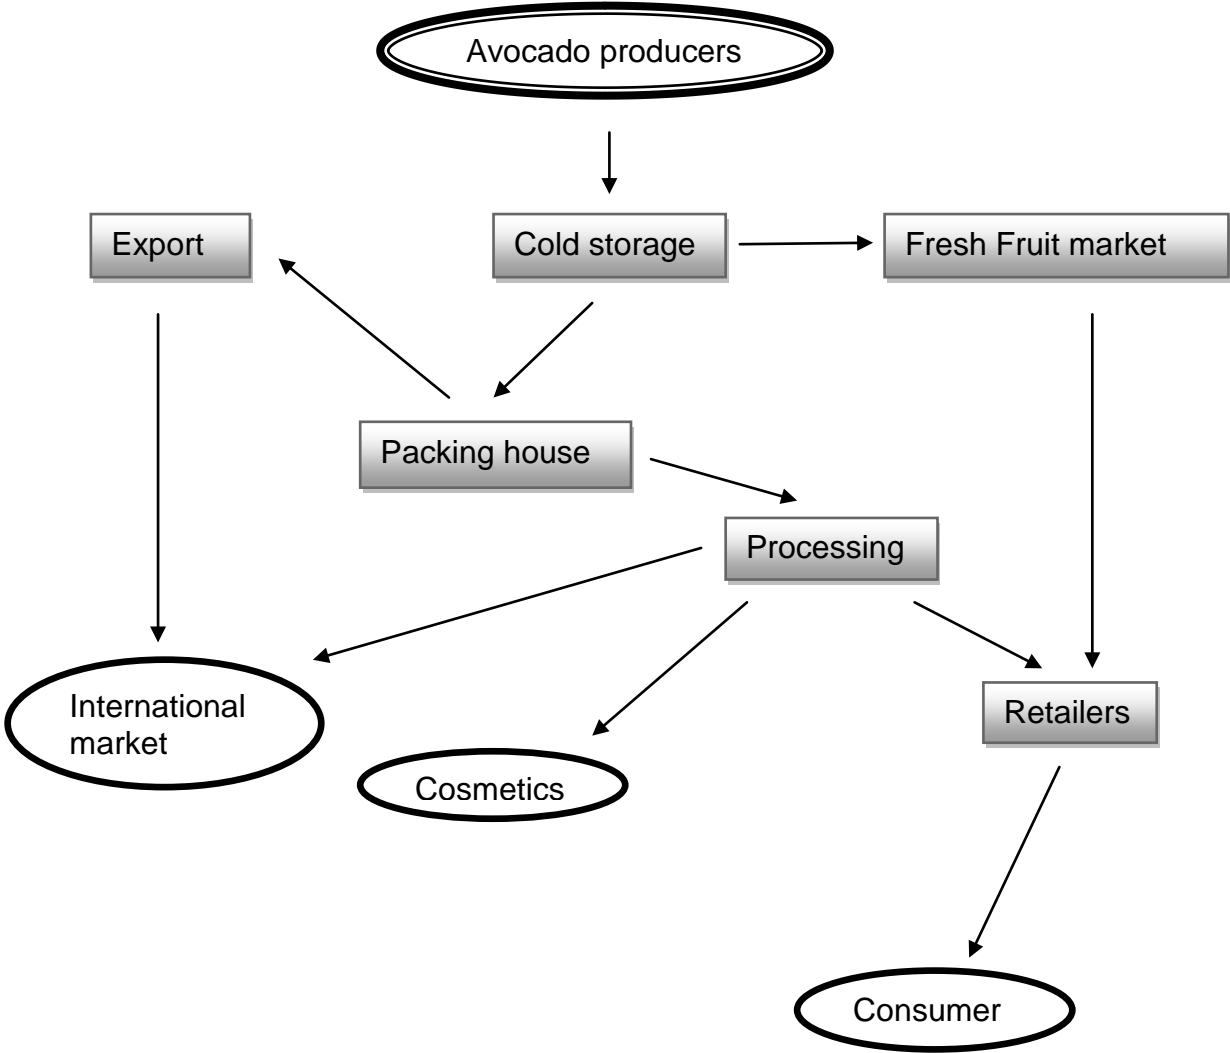 Avocado producers
Export
Cold storage
Fresh Fruit market
Packing house
Processing
International
market
Retailers
Cosmetics
Consumer